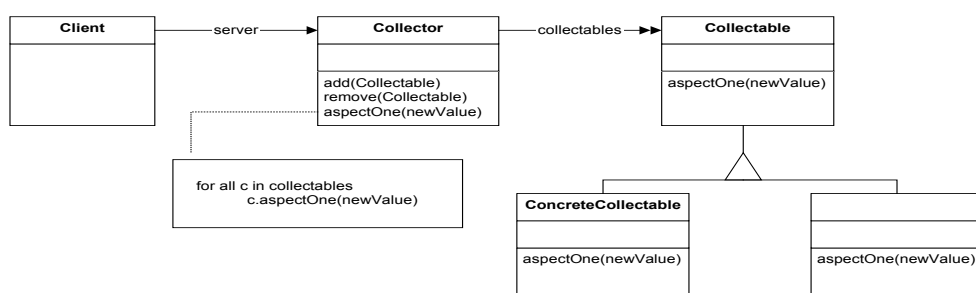 Client
server
Collector
collectables
Collectable
add(Collectable)
remove(Collectable)
aspectOne(newValue)
aspectOne(newValue)
for all c in collectables
c.aspectOne(newValue)
ConcreteCollectable
aspectOne(newValue)
aspectOne(newValue)